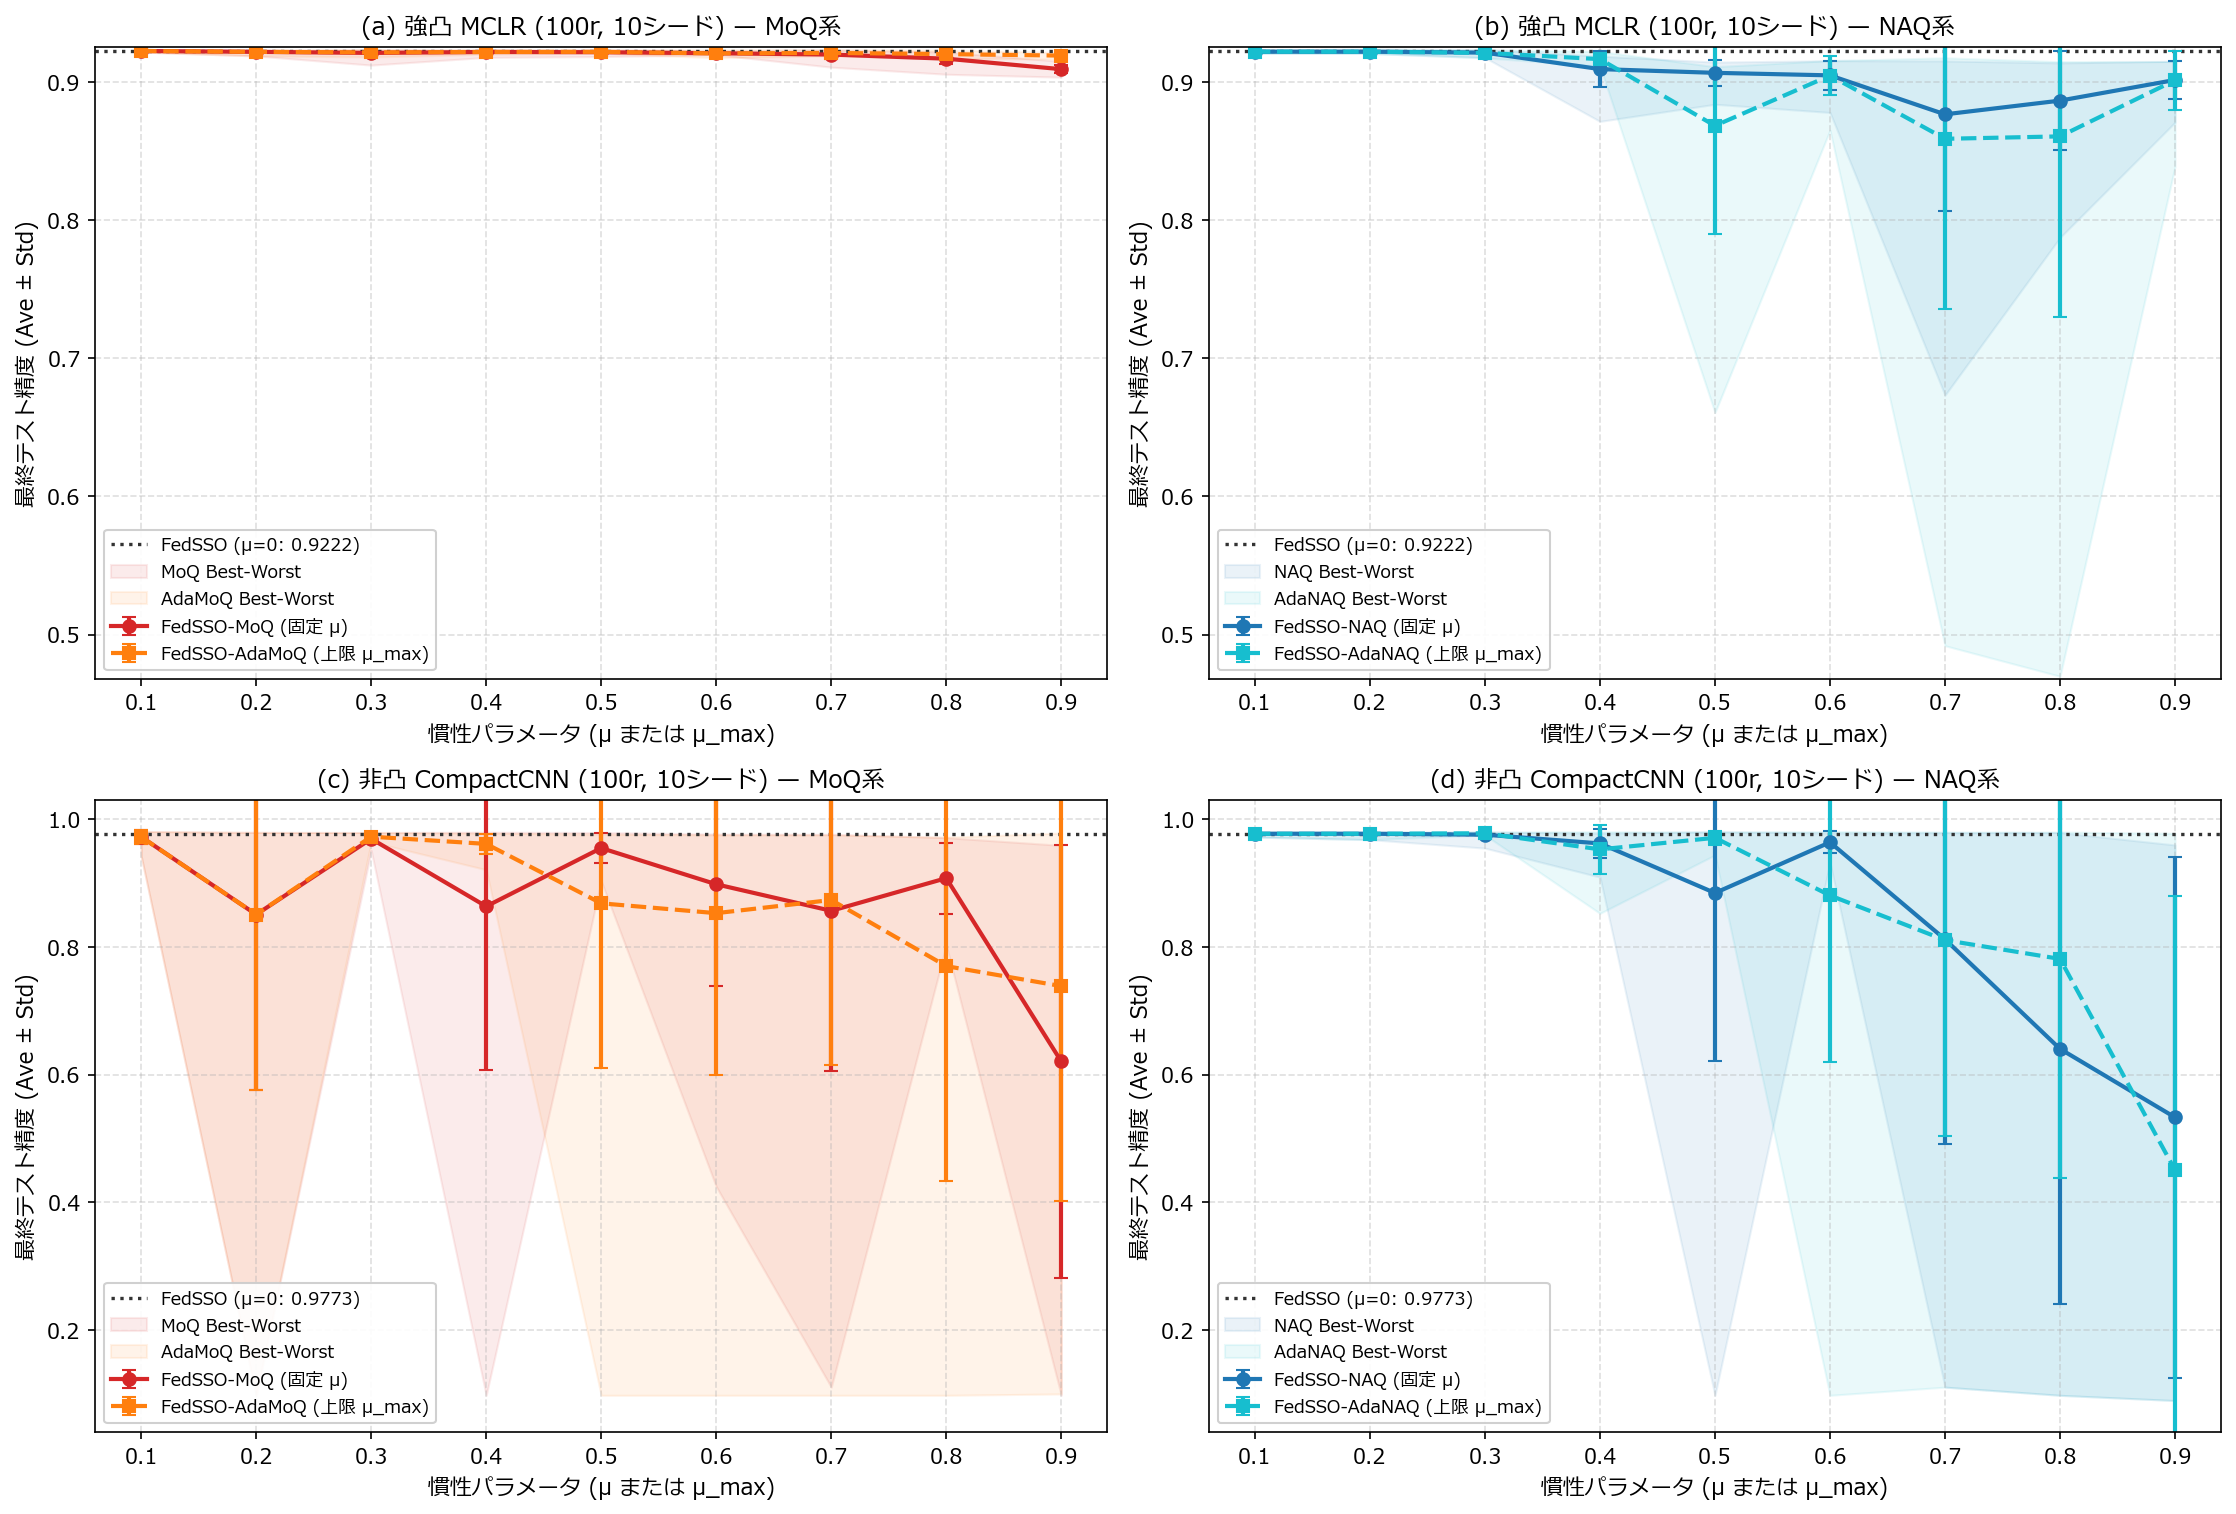 (a) 強凸 MCLR (100r, 10シード) — MoQ系
最終テスト精度 (Ave ± Std)
0.9
0.8
0.7
0.6
0.5
FedSSO (μ=0: 0.9222)
MoQ Best-Worst
AdaMoQ Best-Worst
FedSSO-MoQ (固定 μ)
FedSSO-AdaMoQ (上限 μ_max)
0.1 0.2 0.3 0.4 0.5 0.6 0.7 0.8 0.9
慣性パラメータ (μ または μ_max)
(b) 強凸 MCLR (100r, 10シード) — NAQ系
最終テスト精度 (Ave ± Std)
0.9
0.8
0.7
0.6
0.5
FedSSO (μ=0: 0.9222)
NAQ Best-Worst
AdaNAQ Best-Worst
FedSSO-NAQ (固定 μ)
FedSSO-AdaNAQ (上限 μ_max)
0.1 0.2 0.3 0.4 0.5 0.6 0.7 0.8 0.9
慣性パラメータ (μ または μ_max)
(c) 非凸 CompactCNN (100r, 10シード) — MoQ系
最終テスト精度 (Ave ± Std)
1.0
0.8
0.6
0.4
0.2
FedSSO (μ=0: 0.9773)
MoQ Best-Worst
AdaMoQ Best-Worst
FedSSO-MoQ (固定 μ)
FedSSO-AdaMoQ (上限 μ_max)
0.1 0.2 0.3 0.4 0.5 0.6 0.7 0.8 0.9
慣性パラメータ (μ または μ_max)
(d) 非凸 CompactCNN (100r, 10シード) — NAQ系
最終テスト精度 (Ave ± Std)
1.0
0.8
0.6
0.4
0.2
FedSSO (μ=0: 0.9773)
NAQ Best-Worst
AdaNAQ Best-Worst
FedSSO-NAQ (固定 μ)
FedSSO-AdaNAQ (上限 μ_max)
0.1 0.2 0.3 0.4 0.5 0.6 0.7 0.8 0.9
慣性パラメータ (μ または μ_max)